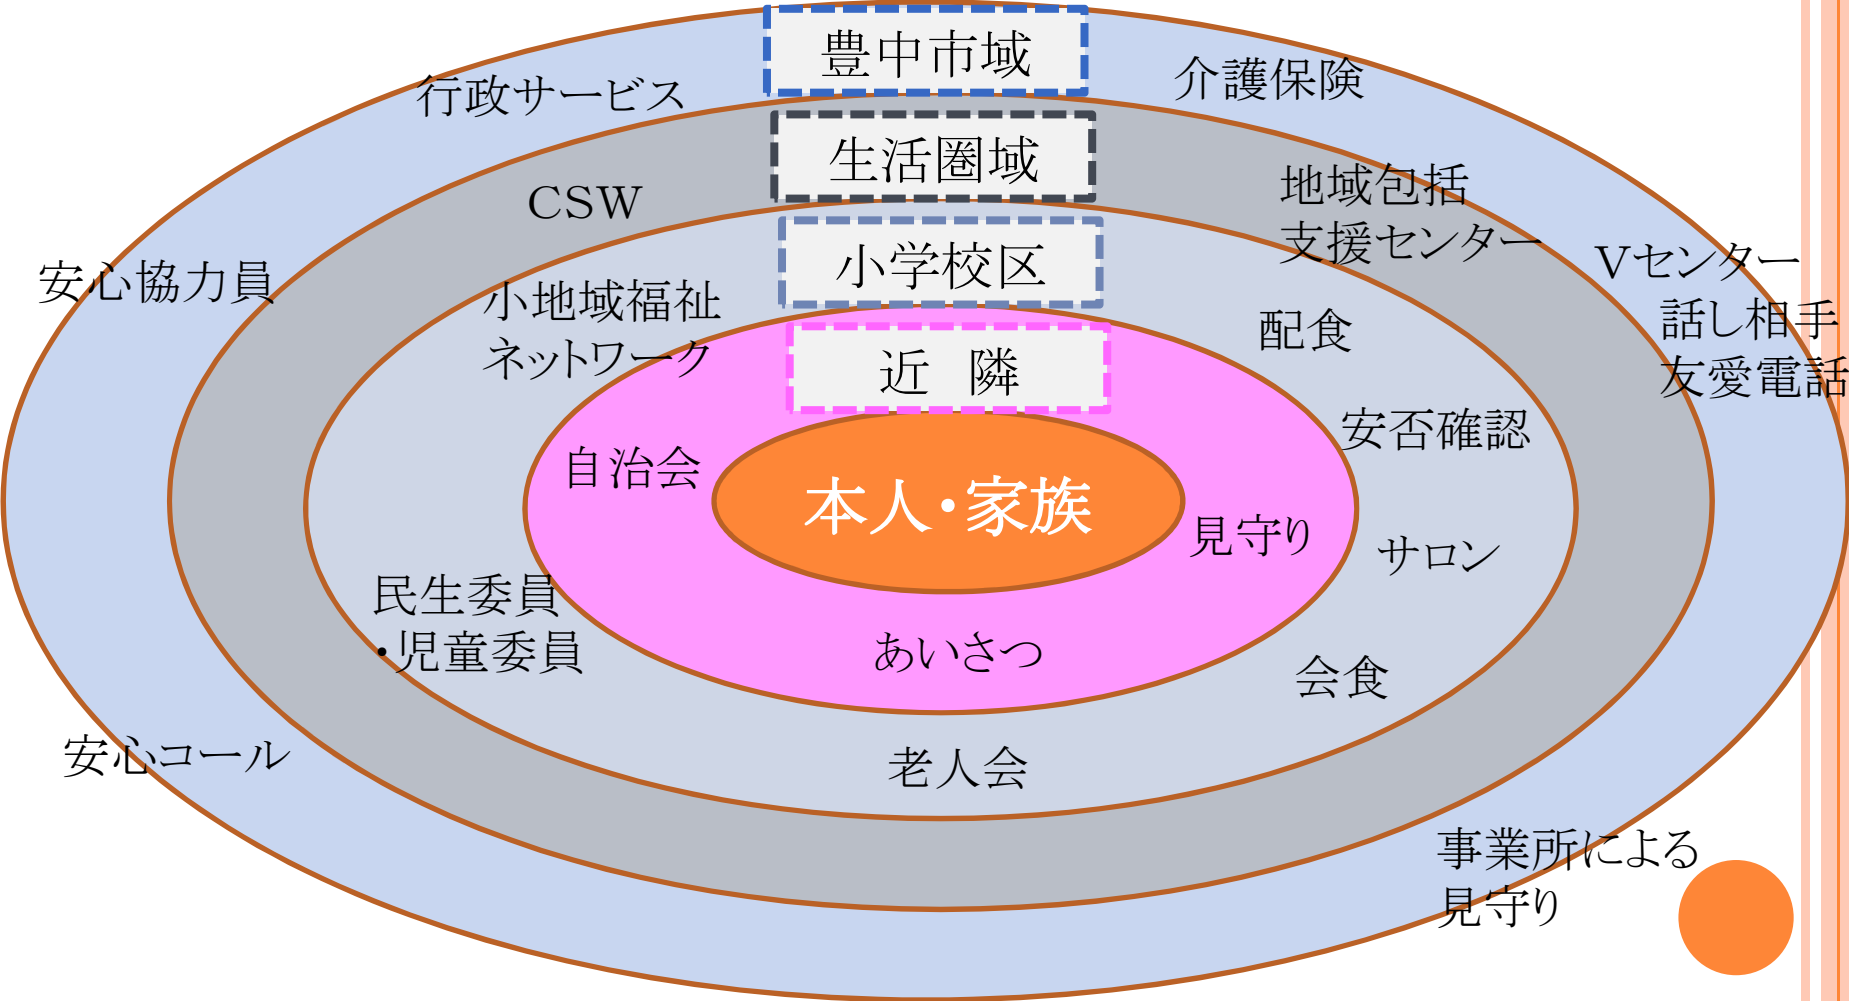 豊中市域
行政サービス
介護保険
生活圏域
CSW
地域包括
支援センター
小学校区
Vセンター
話し相手
友愛電話
安心協力員
小地域福祉
ネットワーク
配食
近　隣
安否確認
自治会
本人・家族
見守り
サロン
民生委員
・児童委員
あいさつ
会食
安心コール
老人会
事業所による
見守り